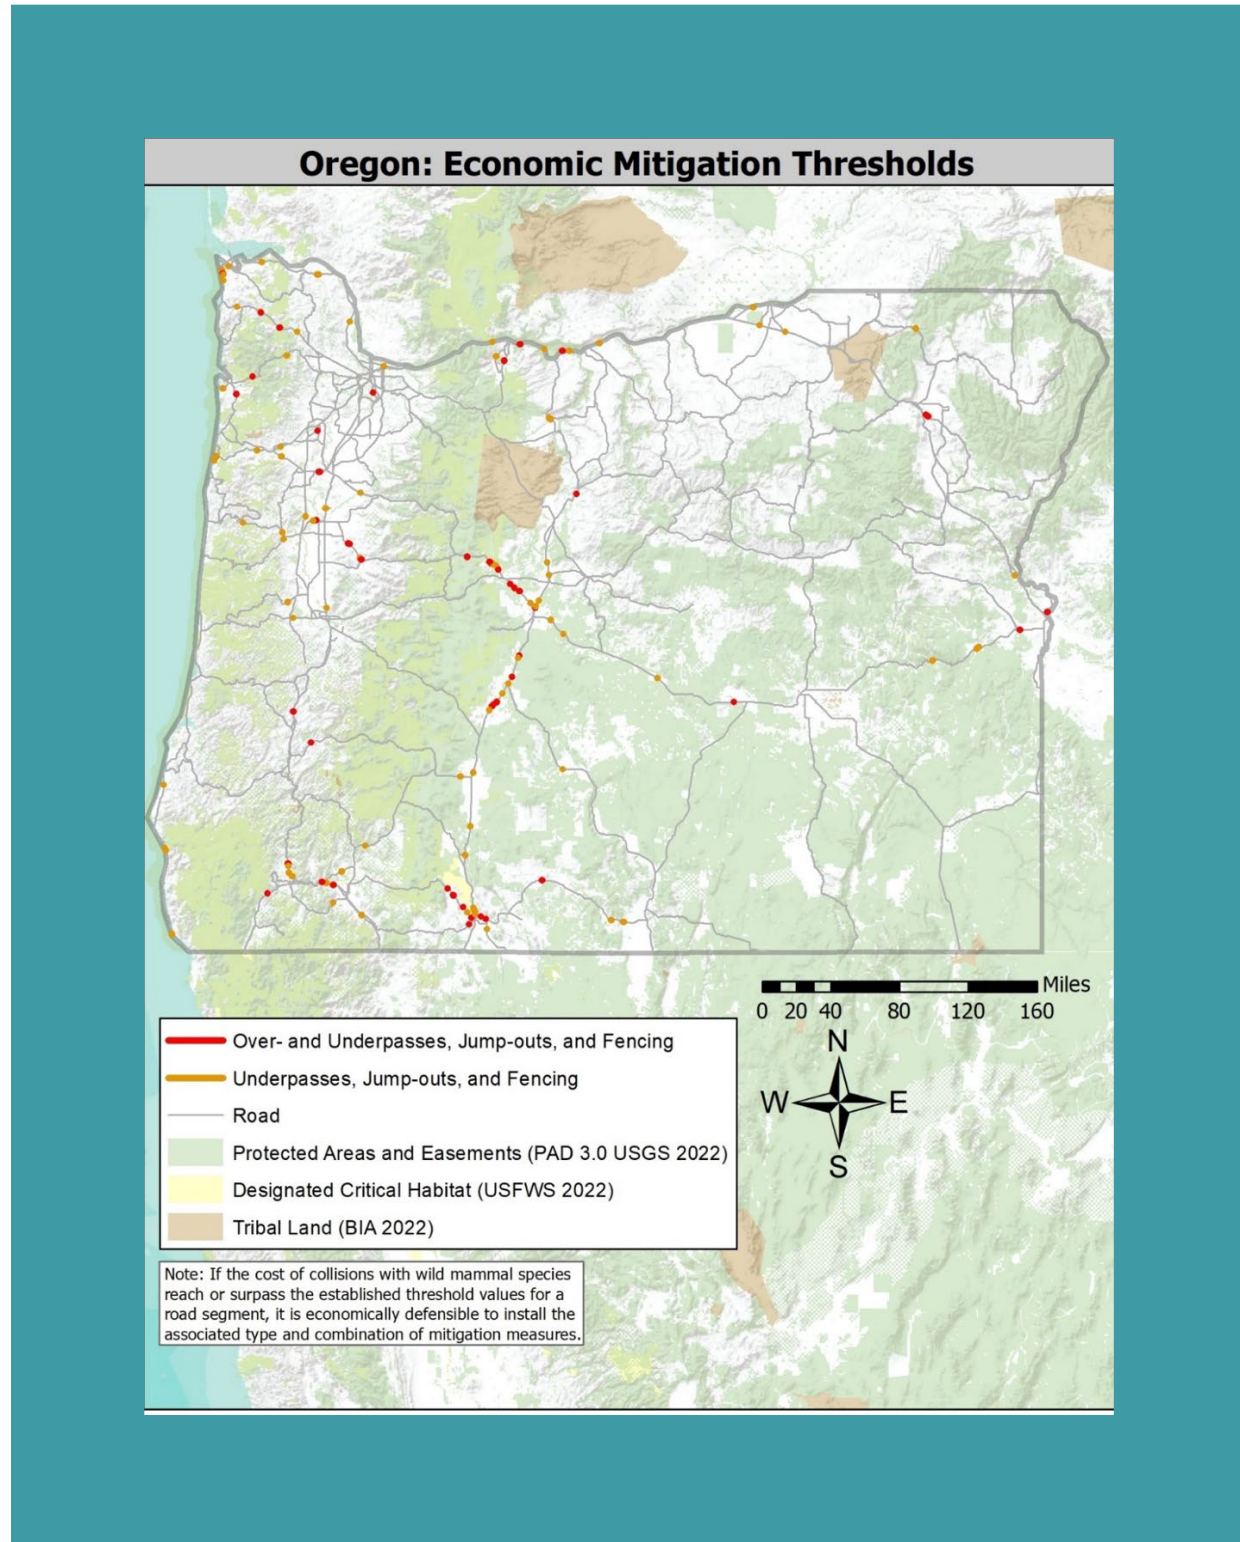 Oregon: Economic Mitigation Thresholds
Miles
0 20 40 80 120 160
N
W E
S
Over- and Underpasses, Jump-outs, and Fencing
Underpasses, Jump-outs, and Fencing
Road
Protected Areas and Easements (PAD 3.0 USGS 2022)
Designated Critical Habitat (USFWS 2022)
Tribal Land (BIA 2022)
Note: If the cost of collisions with wild mammal species
reach or surpass the established threshold values for a
road segment, it is economically defensible to install the
associated type and combination of mitigation measures.